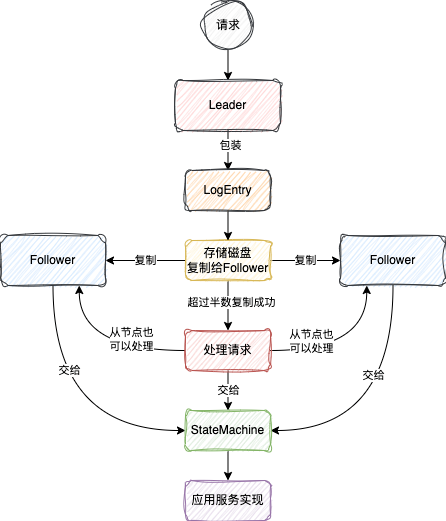 请求
Leader
包装
LogEntry
Follower
复制
存储磁盘
复制给Follower
复制
Follower
超过半数复制成功
从节点也
可以处理
处理请求
从节点也
可以处理
交给
交给
交给
StateMachine
应用服务实现